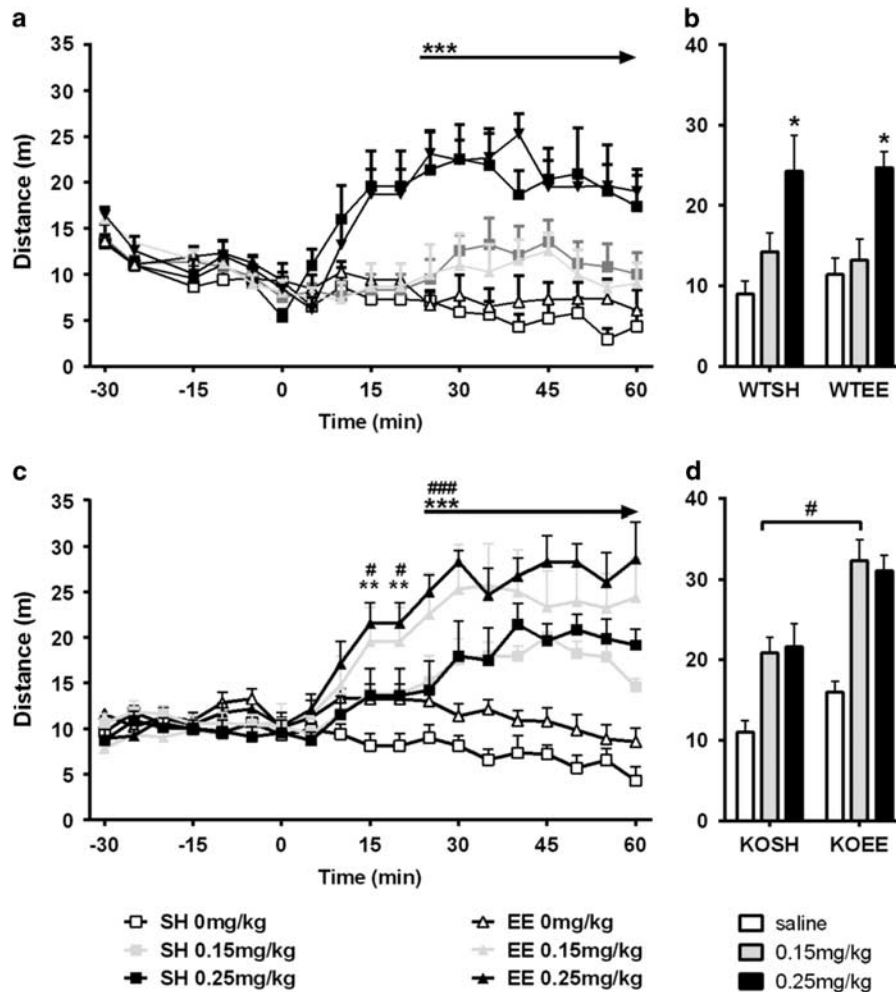 a
***
35
30
25
20
15
10
5
0
Distance (m)
-30 -15 0 15 30 45 60
Time (min)
b
40
30
20
10
0
* *
WTSH WTEE
c
###
***
# #
** **
35
30
25
20
15
10
5
0
Distance (m)
-30 -15 0 15 30 45 60
Time (min)
d
40
30
20
10
0
#
KOSH KOEE
SH 0mg/kg
SH 0.15mg/kg
SH 0.25mg/kg
EE 0mg/kg
EE 0.15mg/kg
EE 0.25mg/kg
saline
0.15mg/kg
0.25mg/kg